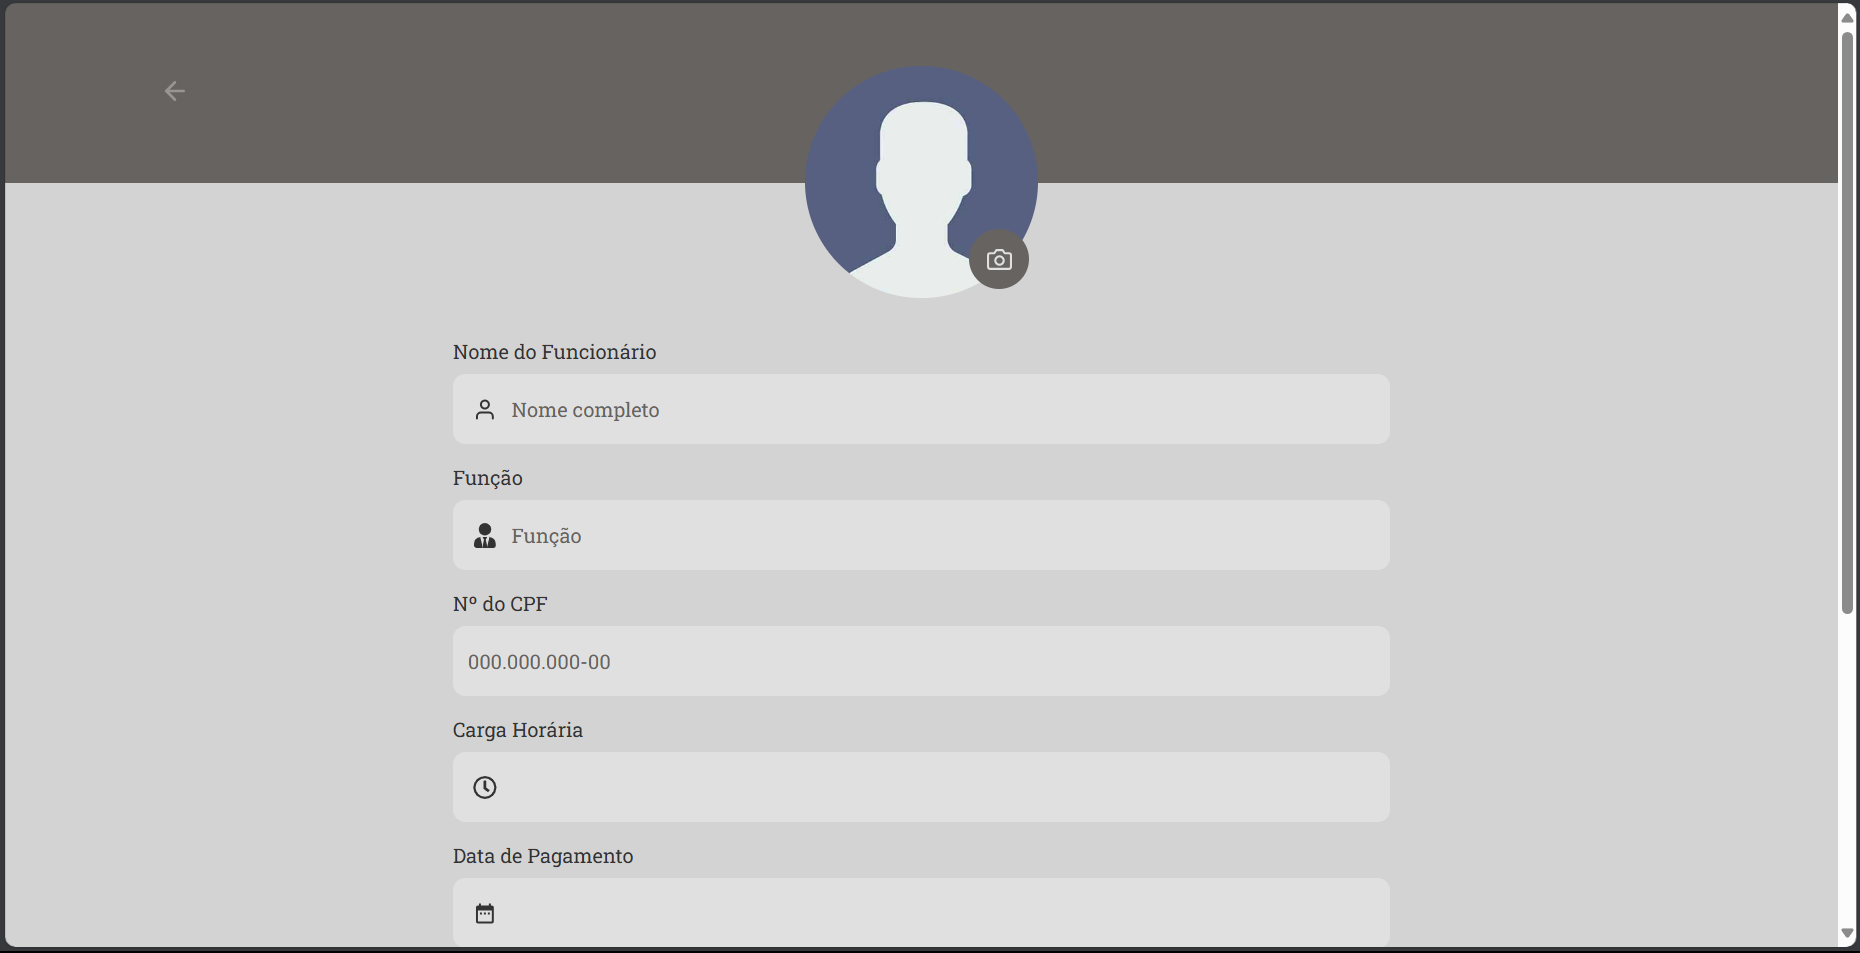 Nome do Funcionário
Nome completo
Função
Função
Nº do CPF
000.000.000-00
Carga Horária
Data de Pagamento